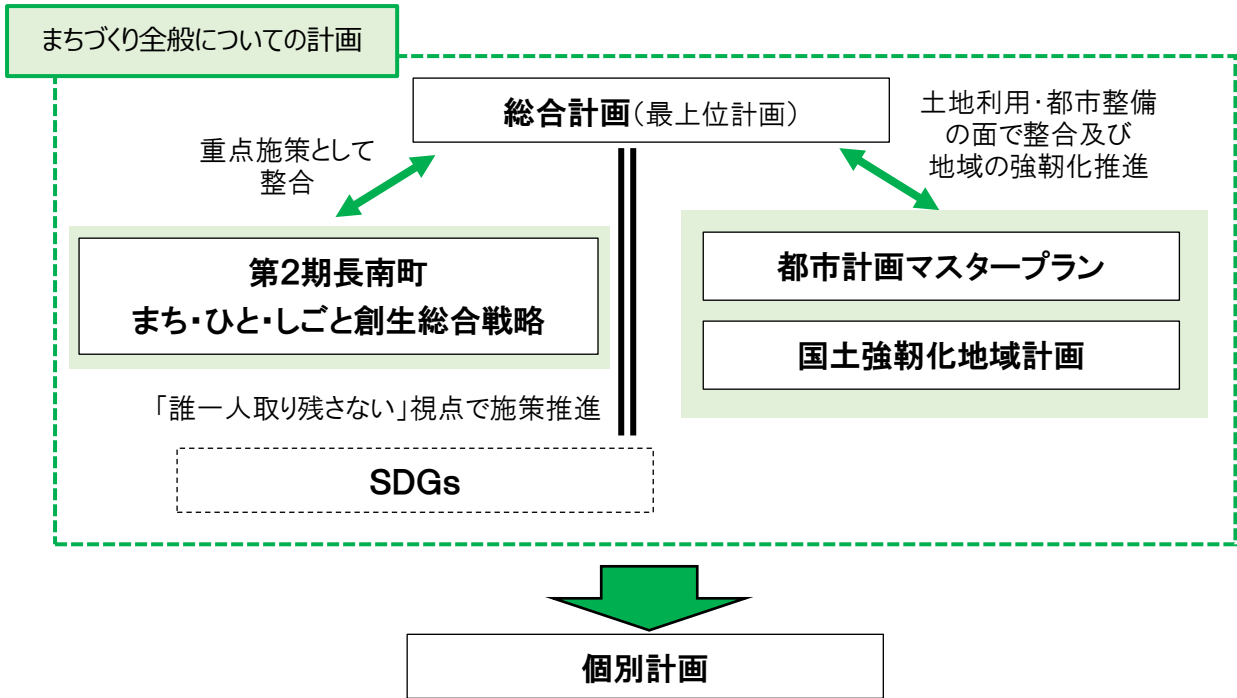 まちづくり全般についての計画
総合計画（最上位計画）
重点施策として
整合
土地利用・都市整備
の面で整合及び
地域の強靭化推進
第2期長南町
まち・ひと・しごと創生総合戦略
都市計画マスタープラン
国土強靭化地域計画
「誰一人取り残さない」視点で施策推進
SDGs
個別計画